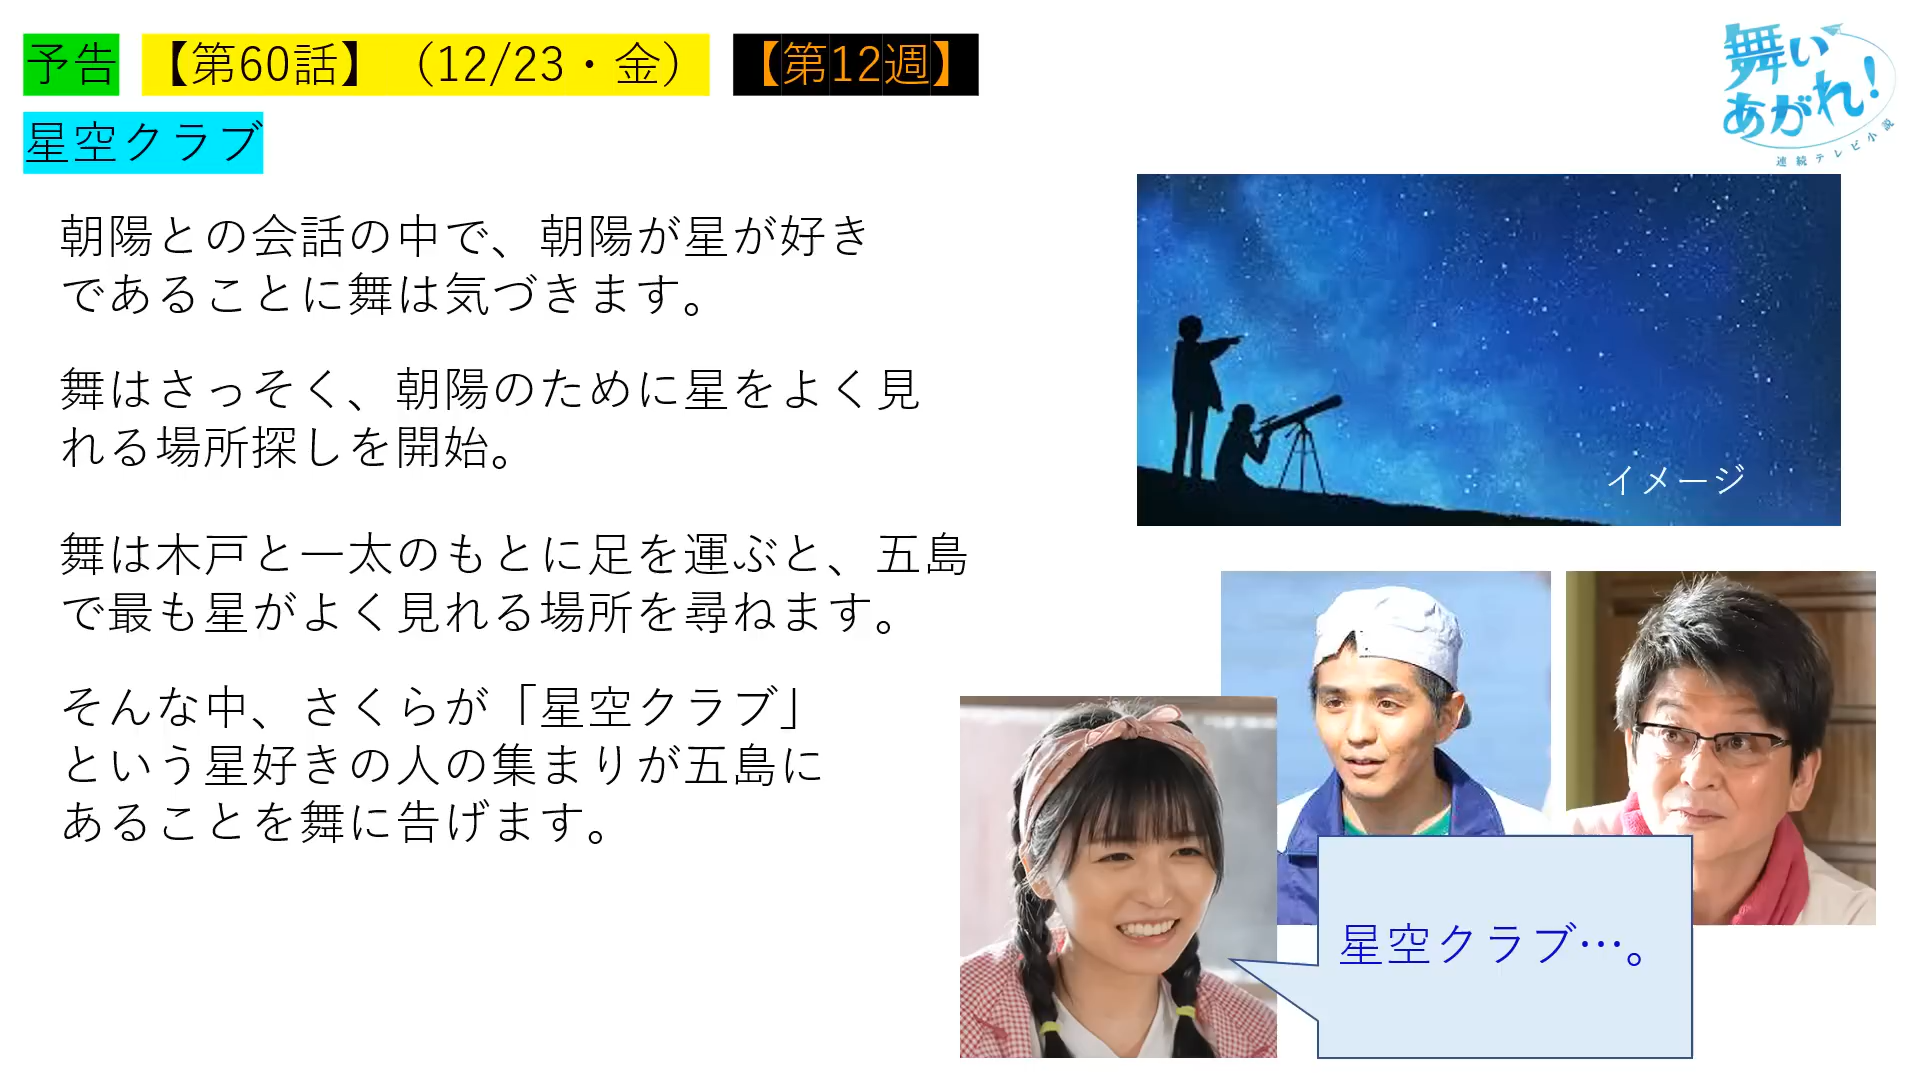 予告 【第60話】（12/23・金） 【第12週】
星空クラブ
舞い
あがれ！
連続テレビ小説
朝陽との会話の中で、朝陽が星が好き
であることに舞は気づきます。
舞はさっそく、朝陽のために星をよく見
れる場所探しを開始。
イメージ
舞は木戸と一太のもとに足を運ぶと、五島
で最も星がよく見れる場所を尋ねます。
そんな中、さくらが「星空クラブ」
という星好きの人の集まりが五島に
あることを舞に告げます。
星空クラブ…。